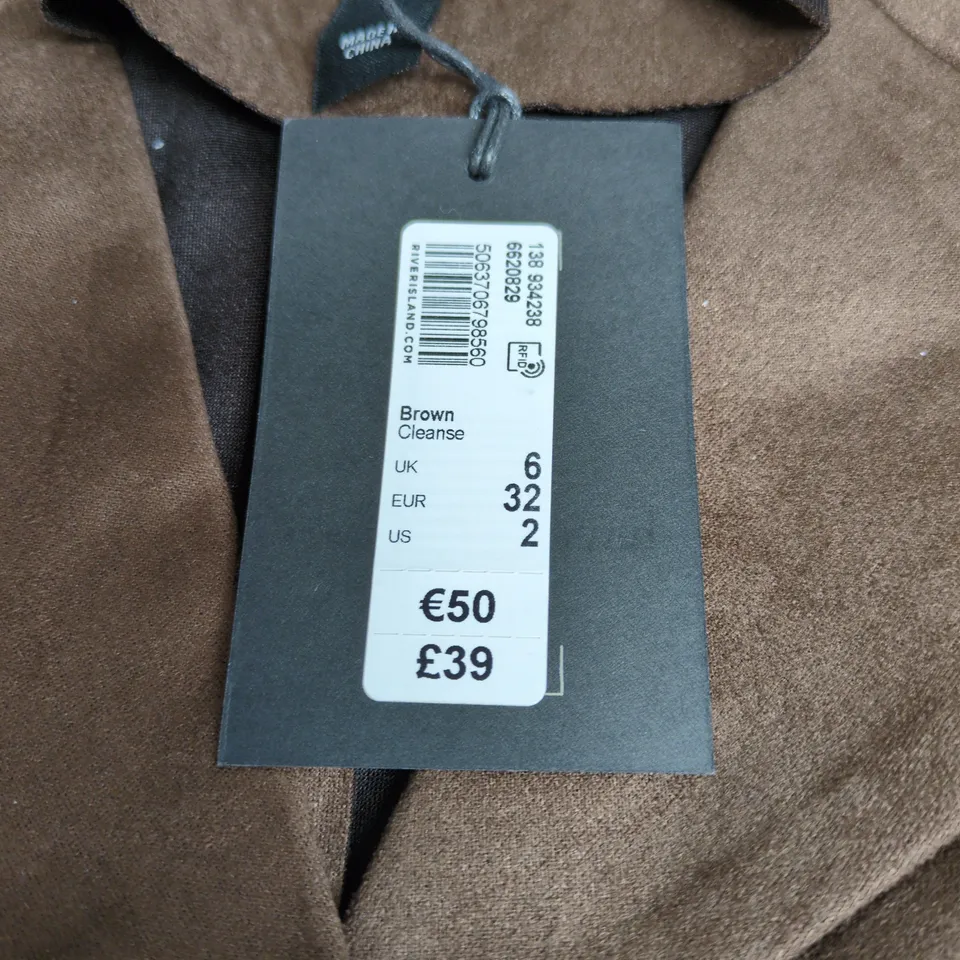 MADE IN
CHINA
138 934238
6620829
RFID
5063706798560
RIVERISLAND.COM
Brown
Cleanse
UK 6
EUR 32
US 2
€50
£39